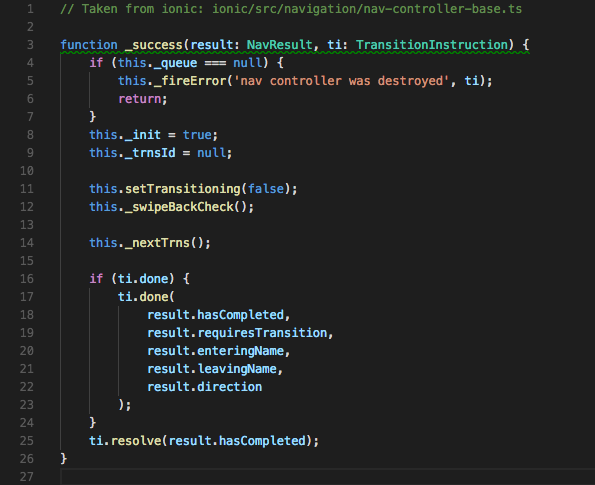 1 // Taken from ionic: ionic/src/navigation/nav-controller-base.ts
2
3 function _success(result: NavResult, ti: TransitionInstruction) {
4     if (this._queue === null) {
5         this._fireError('nav controller was destroyed', ti);
6         return;
7     }
8     this._init = true;
9     this._trnsId = null;
10
11     this.setTransitioning(false);
12     this._swipeBackCheck();
13
14     this._nextTrns();
15
16     if (ti.done) {
17         ti.done(
18             result.hasCompleted,
19             result.requiresTransition,
20             result.enteringName,
21             result.leavingName,
22             result.direction
23         );
24     }
25     ti.resolve(result.hasCompleted);
26 }
27